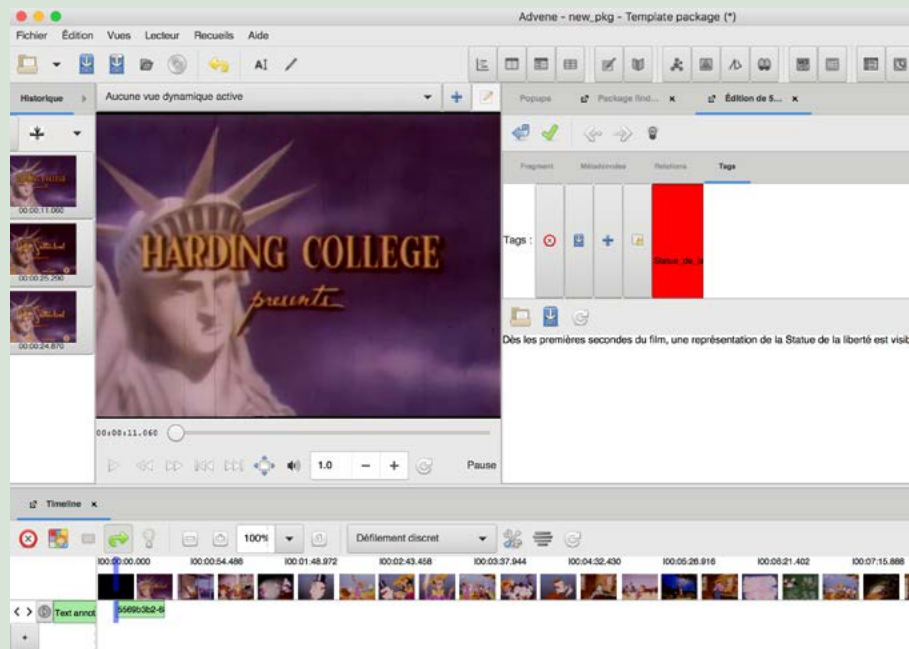 Advene - new_pkg - Template package (*)
Fichier Édition Vues Lecteur Recueils Aide
AI
Historique
Aucune vue dynamique active
Popups
Package find...
Édition de 5...
Fragment
Métadonnées
Relations
Tags
00:00:11.060
00:00:25.290
00:00:24.870
HARDING COLLEGE
presents
Tags :
Statue_de_la
Dès les premières secondes du film, une représentation de la Statue de la liberté est visib
00:00:11.060
1.0
Pause
Timeline
100%
Défilement discret
00:00:00.000
00:00:54.486
00:01:48.972
00:02:43.458
00:03:37.944
00:04:32.430
00:05:26.916
00:06:21.402
00:07:15.888
Text annot
5569b3b2-6